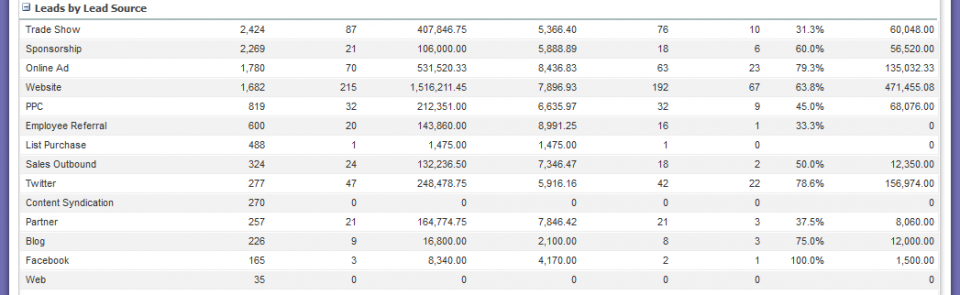 Leads by Lead Source
Trade Show 2,424 87 407,846.75 5,366.40 76 10 31.3% 60,048.00
Sponsorship 2,269 21 106,000.00 5,888.89 18 6 60.0% 56,520.00
Online Ad 1,780 70 531,520.33 8,436.83 63 23 79.3% 135,032.33
Website 1,682 215 1,516,211.45 7,896.93 192 67 63.8% 471,455.08
PPC 819 32 212,351.00 6,635.97 32 9 45.0% 68,076.00
Employee Referral 600 20 143,860.00 8,991.25 16 1 33.3% 0
List Purchase 488 1 1,475.00 1,475.00 1 0 0
Sales Outbound 324 24 132,236.50 7,346.47 18 2 50.0% 12,350.00
Twitter 277 47 248,478.75 5,916.16 42 22 78.6% 156,974.00
Content Syndication 270 0 0 0 0 0 0
Partner 257 21 164,774.75 7,846.42 21 3 37.5% 8,060.00
Blog 226 9 16,800.00 2,100.00 8 3 75.0% 12,000.00
Facebook 165 3 8,340.00 4,170.00 2 1 100.0% 1,500.00
Web 35 0 0 0 0 0 0